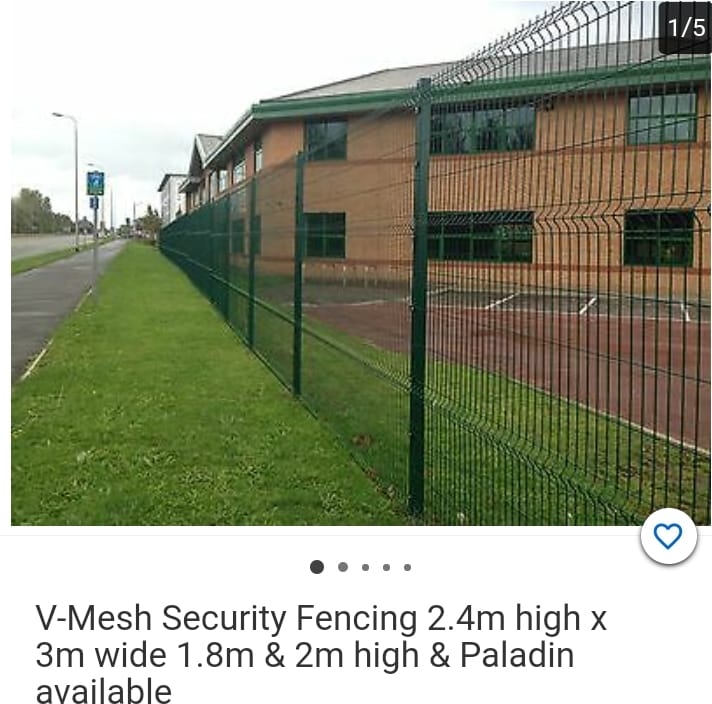 1/5
V-Mesh Security Fencing 2.4m high x
3m wide 1.8m & 2m high & Paladin
available